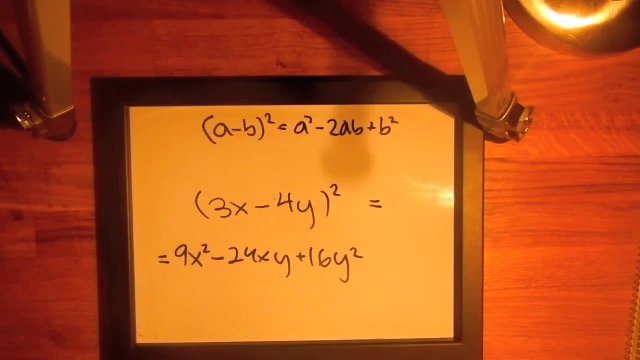 (a-b)² = a² - 2ab + b²
(3x - 4y)² =
= 9x² - 24xy + 16y²